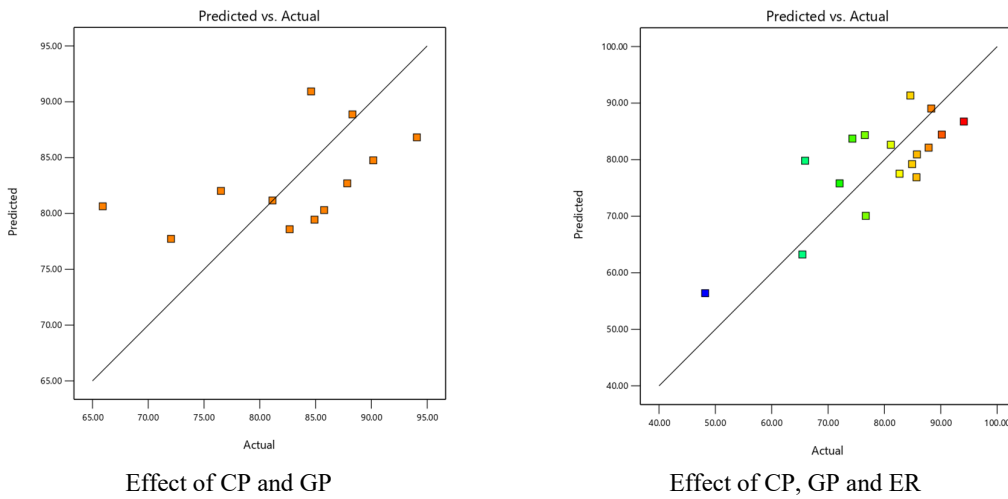 Predicted vs. Actual
95.00
90.00
85.00
80.00
75.00
70.00
65.00
Predicted
65.00 70.00 75.00 80.00 85.00 90.00 95.00
Actual
Effect of CP and GP
Predicted vs. Actual
100.00
90.00
80.00
70.00
60.00
50.00
40.00
Predicted
40.00 50.00 60.00 70.00 80.00 90.00 100.00
Actual
Effect of CP, GP and ER